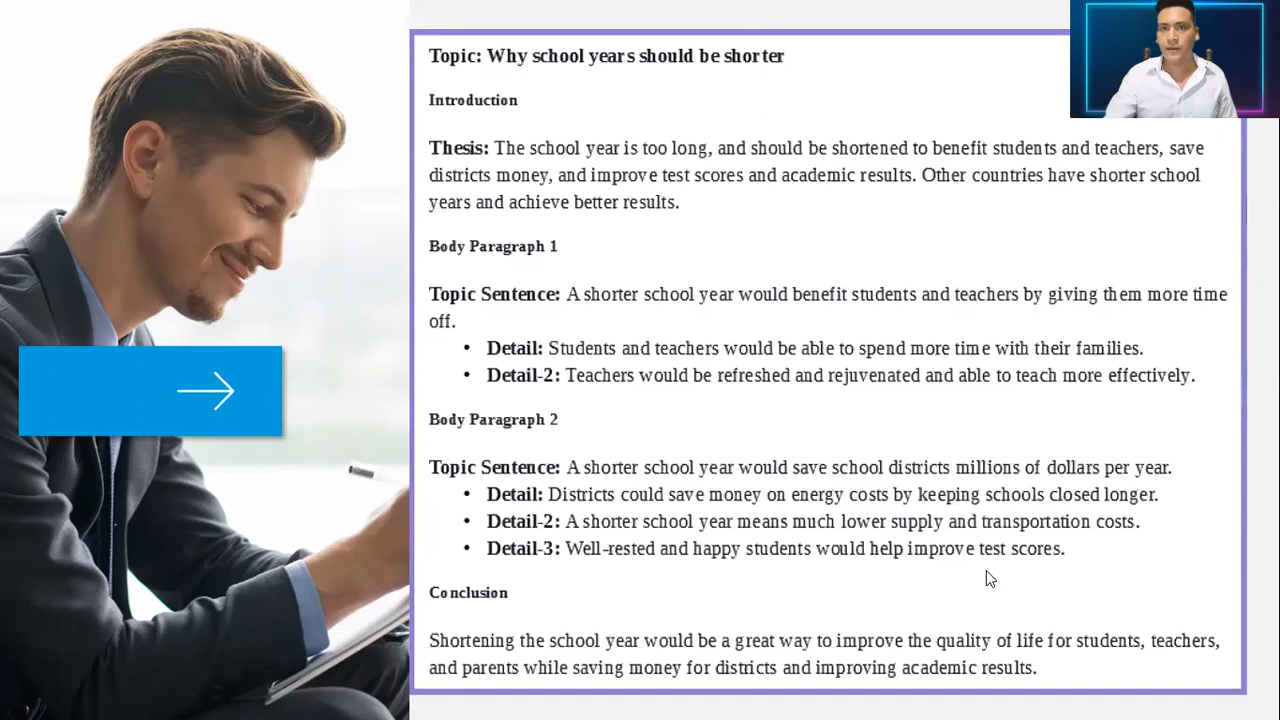 Topic: Why school years should be shorter
Introduction
Thesis: The school year is too long, and should be shortened to benefit students and teachers, save
districts money, and improve test scores and academic results. Other countries have shorter school
years and achieve better results.
Body Paragraph 1
Topic Sentence: A shorter school year would benefit students and teachers by giving them more time
off.
• Detail: Students and teachers would be able to spend more time with their families.
• Detail-2: Teachers would be refreshed and rejuvenated and able to teach more effectively.
Body Paragraph 2
Topic Sentence: A shorter school year would save school districts millions of dollars per year.
• Detail: Districts could save money on energy costs by keeping schools closed longer.
• Detail-2: A shorter school year means much lower supply and transportation costs.
• Detail-3: Well-rested and happy students would help improve test scores.
Conclusion
Shortening the school year would be a great way to improve the quality of life for students, teachers,
and parents while saving money for districts and improving academic results.